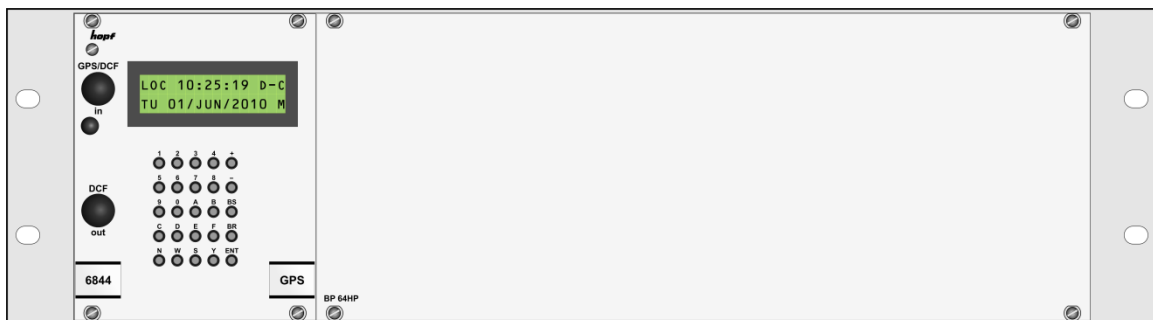 hopf
GPS/DCF
in
LOC 10:25:19 D-C
TU 01/JUN/2010 M
1 2 3 4 +
5 6 7 8 −
9 0 A B BS
C D E F BR
N W S Y ENT
DCF
out
6844
GPS
BP 64HP